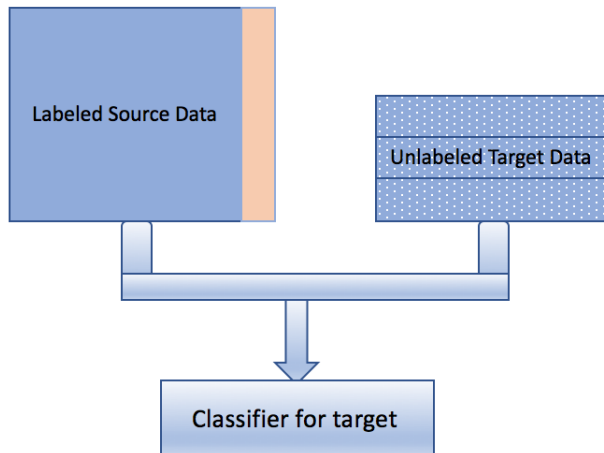 Labeled Source Data
Unlabeled Target Data
Classifier for target